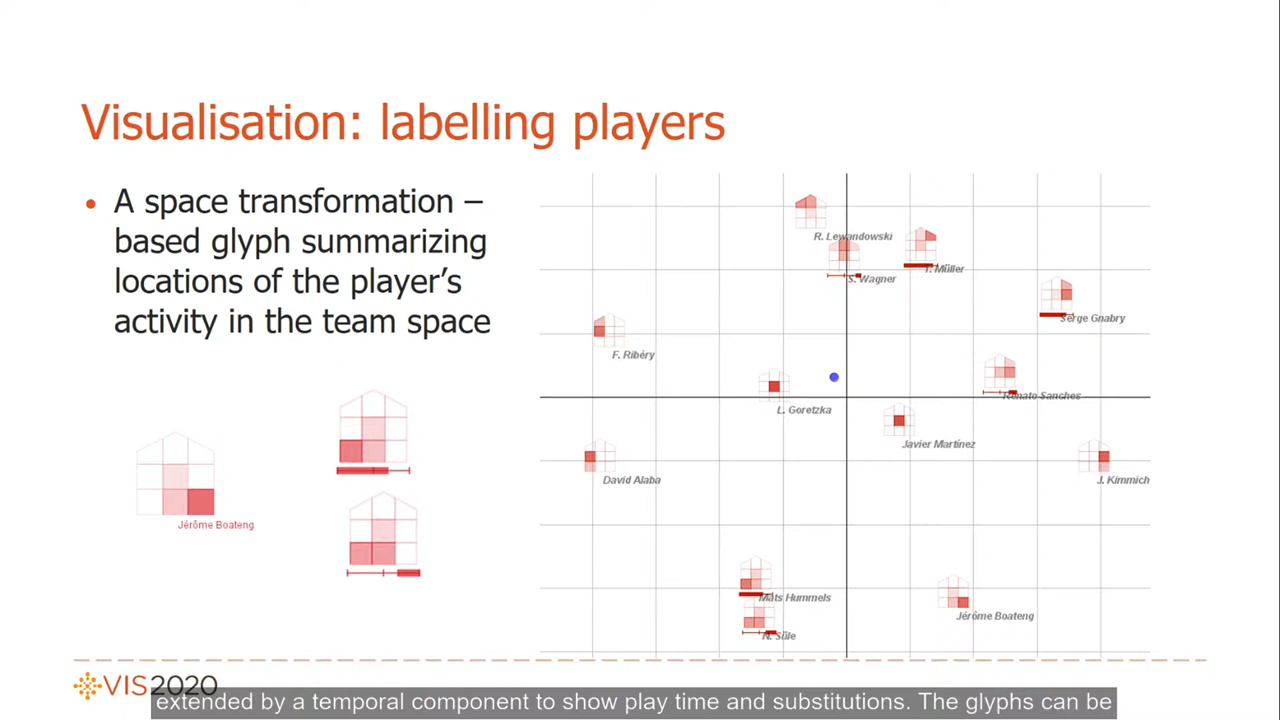 Visualisation: labelling players
• A space transformation –
based glyph summarizing
locations of the player's
activity in the team space
Jérôme Boateng
R. Lewandowski
S. Wagner
T. Müller
Serge Gnabry
F. Ribéry
Renato Sanches
L. Goretzka
Javier Martínez
David Alaba
J. Kimmich
Mats Hummels
Jérôme Boateng
N. Süle
VIS2020
extended by a temporal component to show play time and substitutions. The glyphs can be